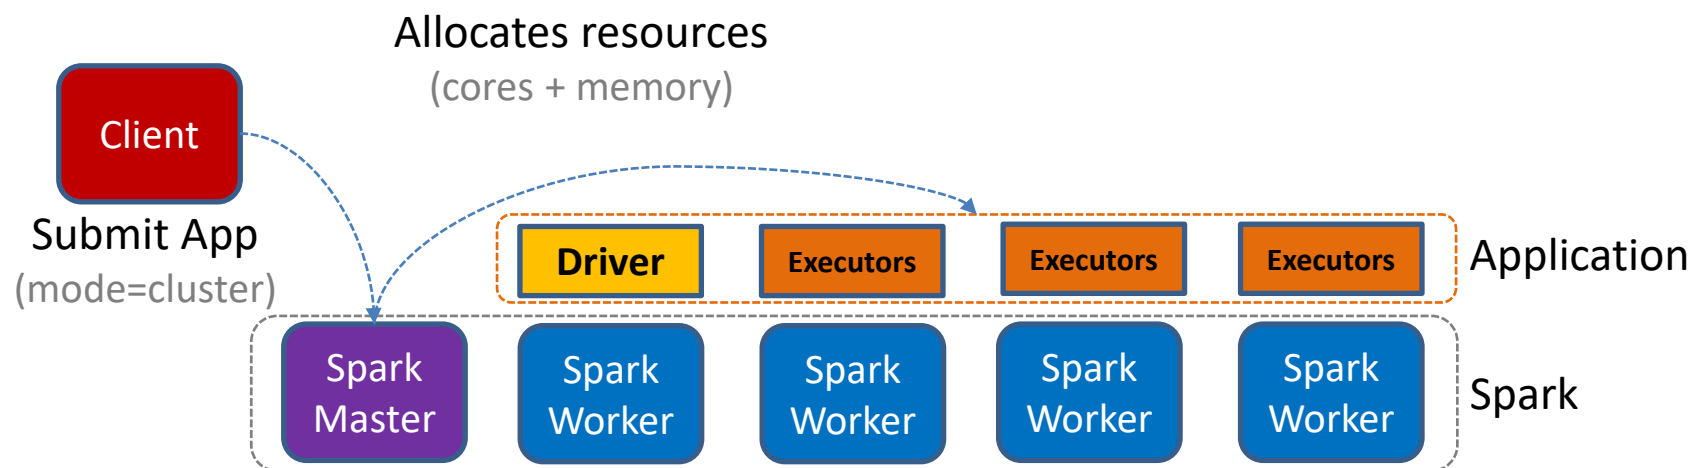 Allocates resources
(cores + memory)
Client
Submit App
(mode=cluster)
Driver
Executors
Executors
Executors
Application
Spark
Master
Spark
Worker
Spark
Worker
Spark
Worker
Spark
Worker
Spark